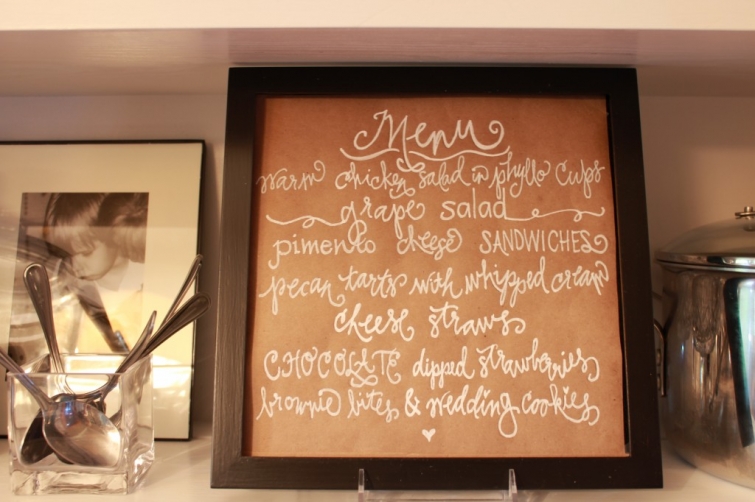 Menu
warm chicken salad in phyllo cups
grape salad
pimento cheese SANDWICHES
pecan tarts with whipped cream
cheese straws
CHOCOLATE dipped strawberries
brownie bites & wedding cookies